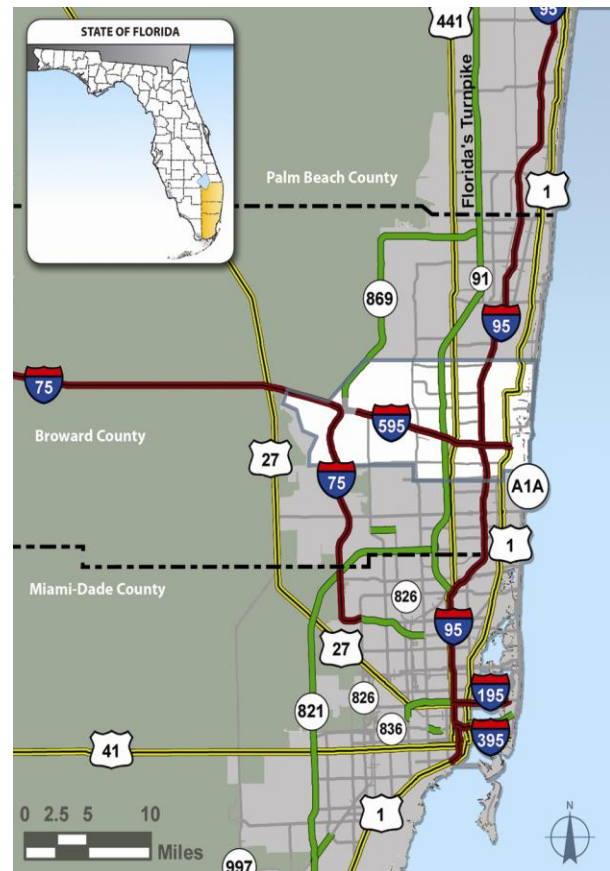 STATE OF FLORIDA
441
95
Florida's Turnpike
Palm Beach County
1
91
869
95
75
Broward County
595
27
75
A1A
1
Miami-Dade County
826
95
27
195
826
821
836
395
41
1
0 2.5 5 10
Miles
N
997